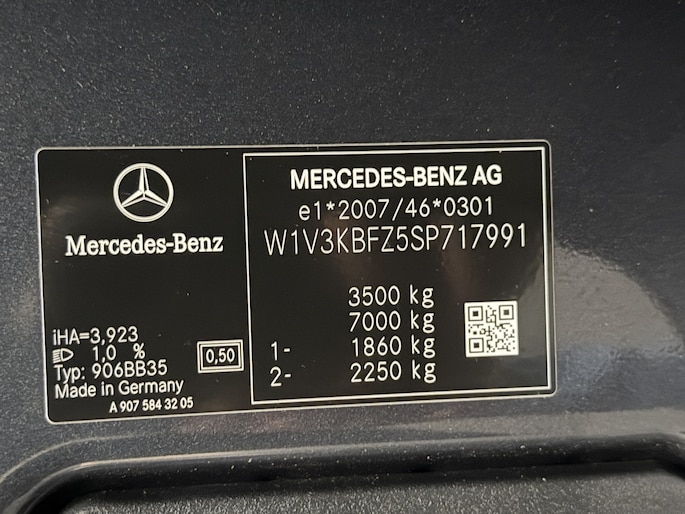 Mercedes-Benz
iHA=3,923
1,0 %
0,50
Typ: 906BB35
Made in Germany
A 907 584 32 05
MERCEDES-BENZ AG
e1*2007/46*0301
W1V3KBFZ5SP717991
3500 kg
7000 kg
1- 1860 kg
2- 2250 kg